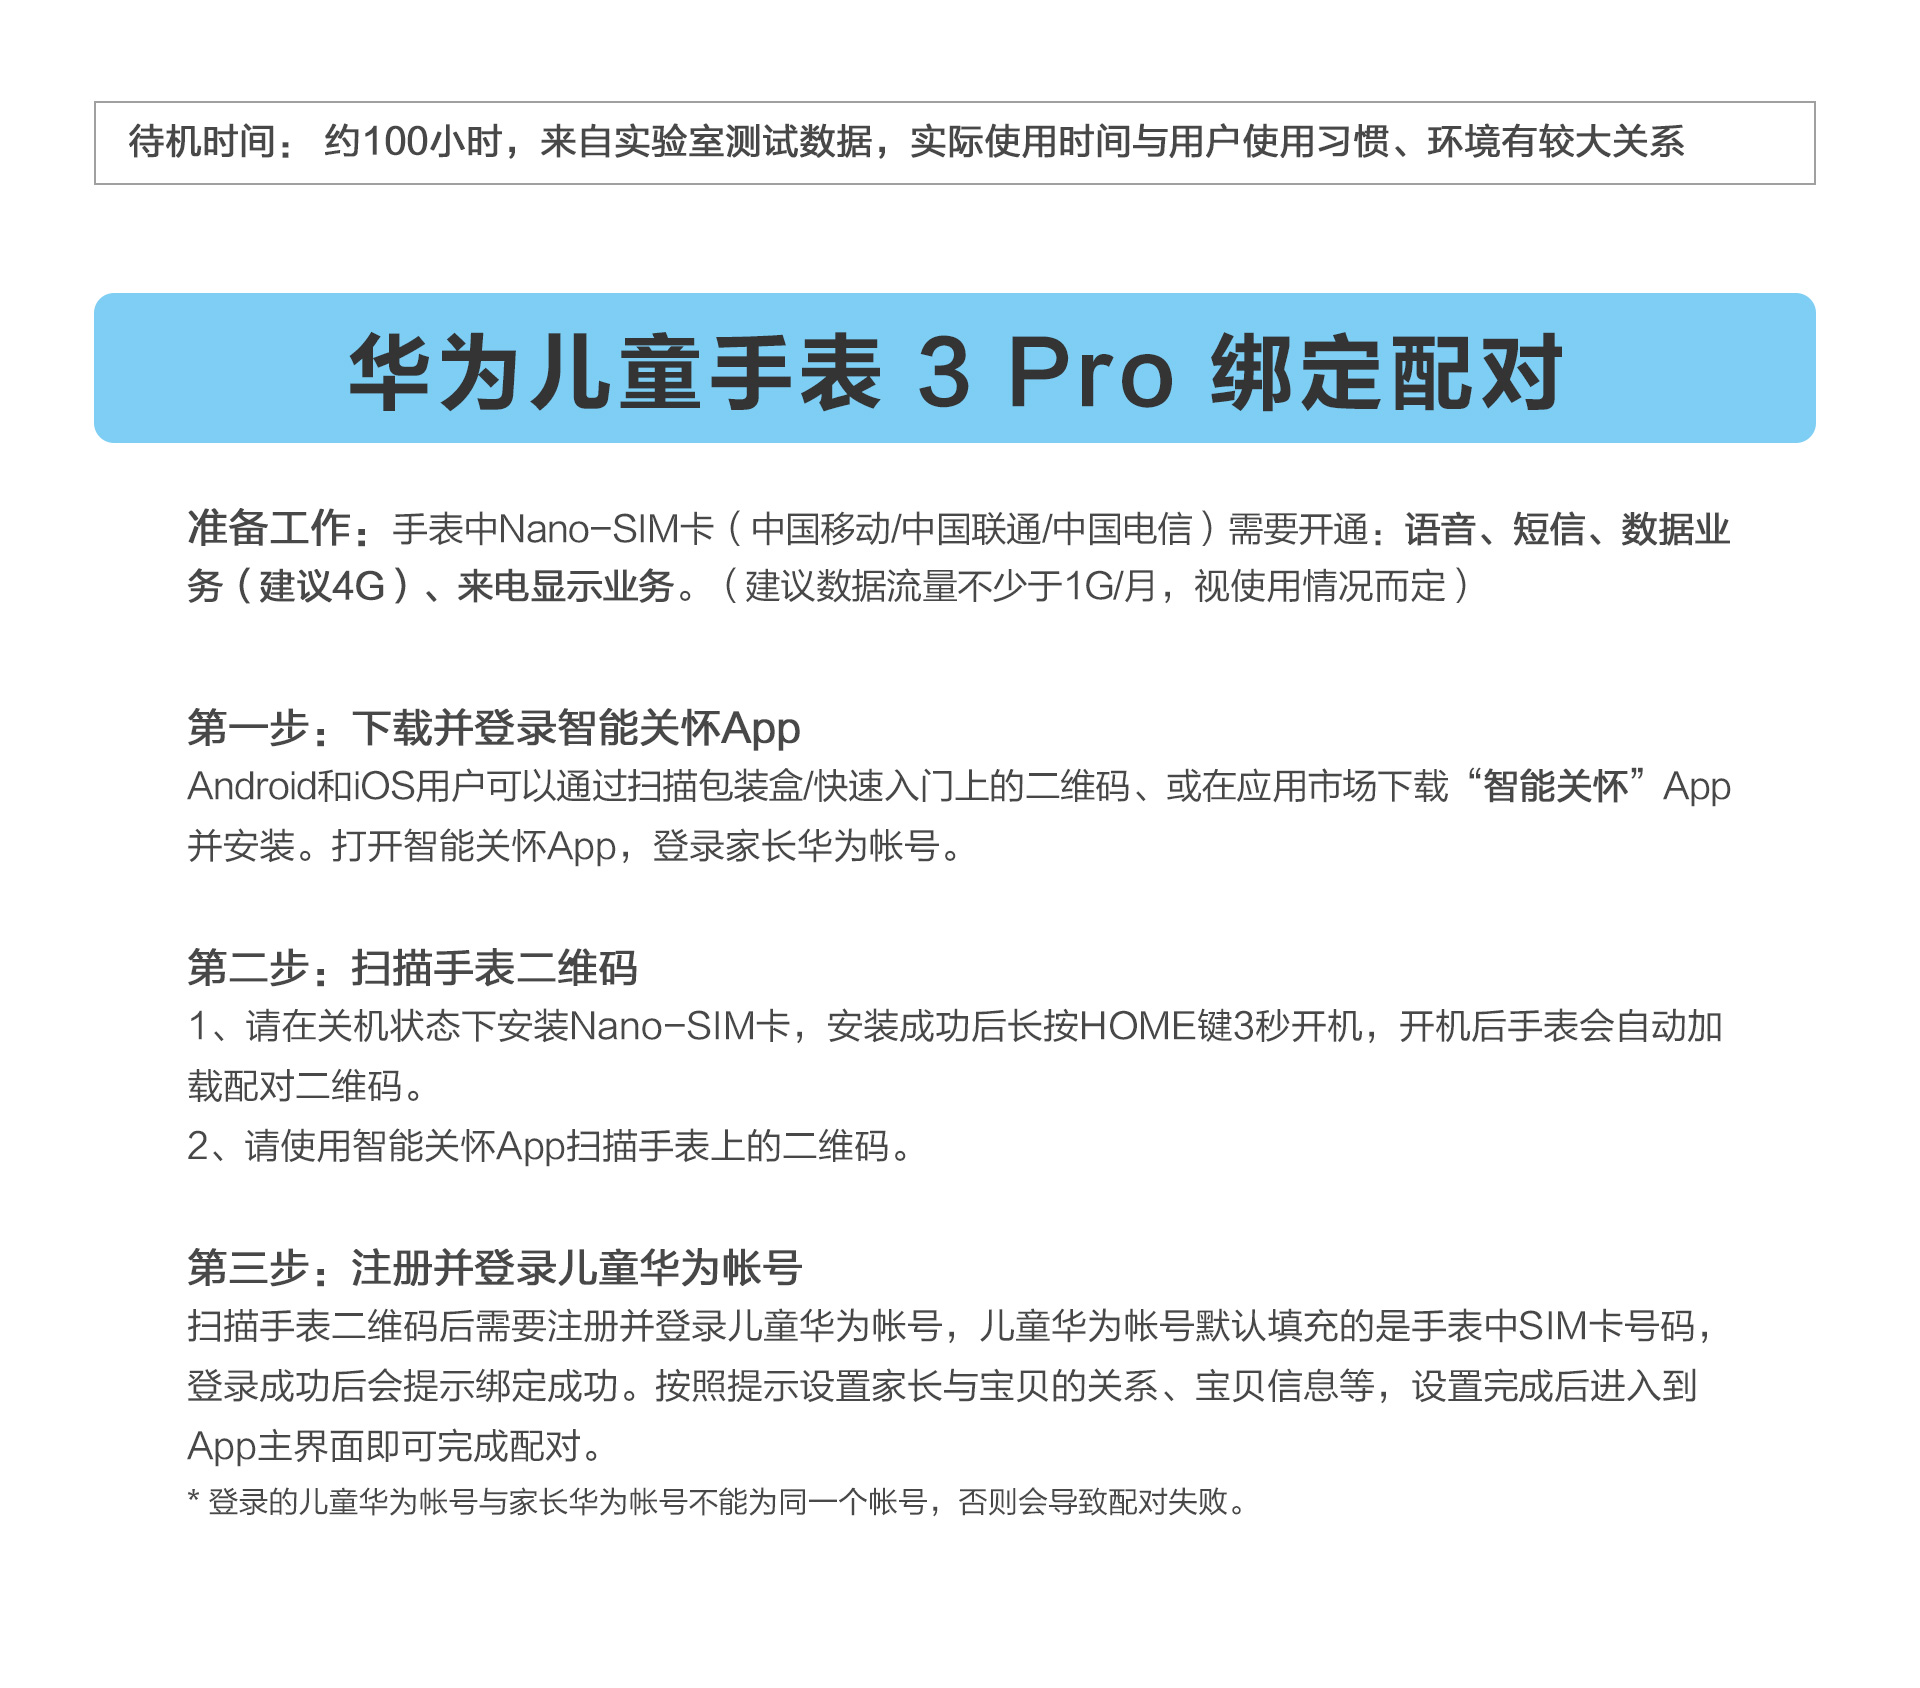 待机时间： 约100小时，来自实验室测试数据，实际使用时间与用户使用习惯、环境有较大关系
华为儿童手表 3 Pro 绑定配对
准备工作：手表中Nano-SIM卡（中国移动/中国联通/中国电信）需要开通：语音、短信、数据业
务（建议4G）、来电显示业务。（建议数据流量不少于1G/月，视使用情况而定）
第一步：下载并登录智能关怀App
Android和iOS用户可以通过扫描包装盒/快速入门上的二维码、或在应用市场下载“智能关怀”App
并安装。打开智能关怀App，登录家长华为帐号。
第二步：扫描手表二维码
1、请在关机状态下安装Nano-SIM卡，安装成功后长按HOME键3秒开机，开机后手表会自动加
载配对二维码。
2、请使用智能关怀App扫描手表上的二维码。
第三步：注册并登录儿童华为帐号
扫描手表二维码后需要注册并登录儿童华为帐号，儿童华为帐号默认填充的是手表中SIM卡号码，
登录成功后会提示绑定成功。按照提示设置家长与宝贝的关系、宝贝信息等，设置完成后进入到
App主界面即可完成配对。
* 登录的儿童华为帐号与家长华为帐号不能为同一个帐号，否则会导致配对失败。